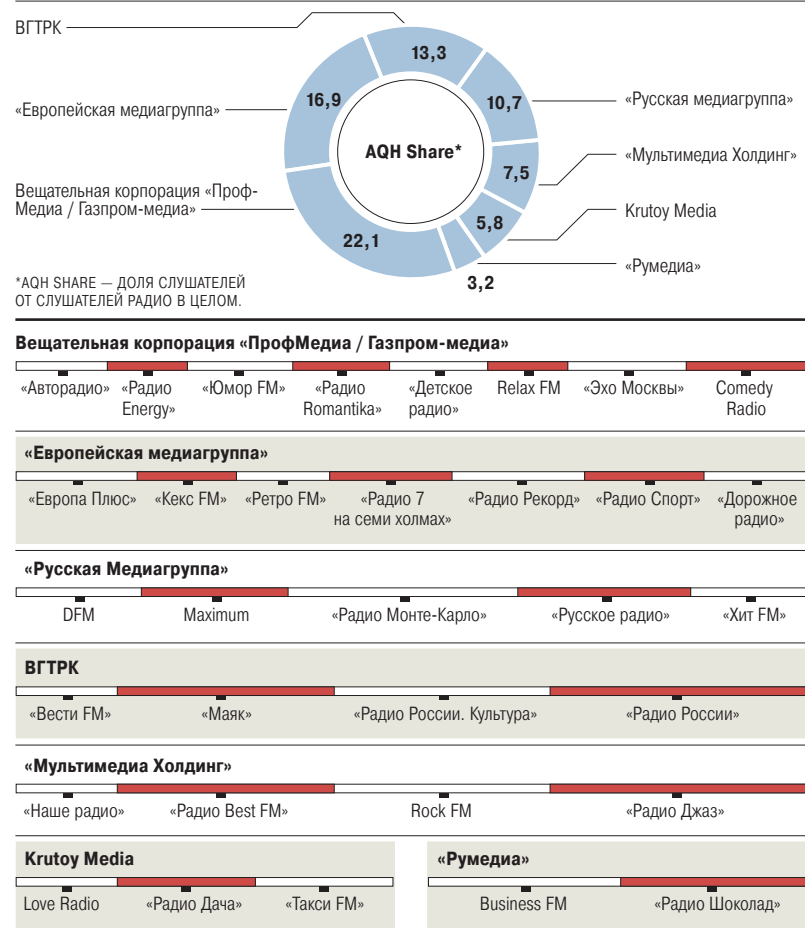 ВГТРК
13,3
16,9
10,7
«Русская медиагруппа»
«Европейская медиагруппа»
AQH Share*
«Мультимедиа Холдинг»
7,5
Вещательная корпорация «Проф-
Медиа / Газпром-медиа»
5,8
Krutoy Media
22,1
«Румедиа»
3,2
*AQH SHARE — ДОЛЯ СЛУШАТЕЛЕЙ
ОТ СЛУШАТЕЛЕЙ РАДИО В ЦЕЛОМ.
Вещательная корпорация «ПрофМедиа / Газпром-медиа»
«Авторадио» «Радио Energy» «Юмор FM» «Радио Romantika» «Детское радио» Relax FM «Эхо Москвы» Comedy Radio
«Европейская медиагруппа»
«Европа Плюс» «Кекс FM» «Ретро FM» «Радио 7 на семи холмах» «Радио Рекорд» «Радио Спорт» «Дорожное радио»
«Русская Медиагруппа»
DFM Maximum «Радио Монте-Карло» «Русское радио» «Хит FM»
ВГТРК
«Вести FM» «Маяк» «Радио России. Культура» «Радио России»
«Мультимедиа Холдинг»
«Наше радио» «Радио Best FM» Rock FM «Радио Джаз»
Krutoy Media
Love Radio «Радио Дача» «Такси FM»
«Румедиа»
Business FM «Радио Шоколад»